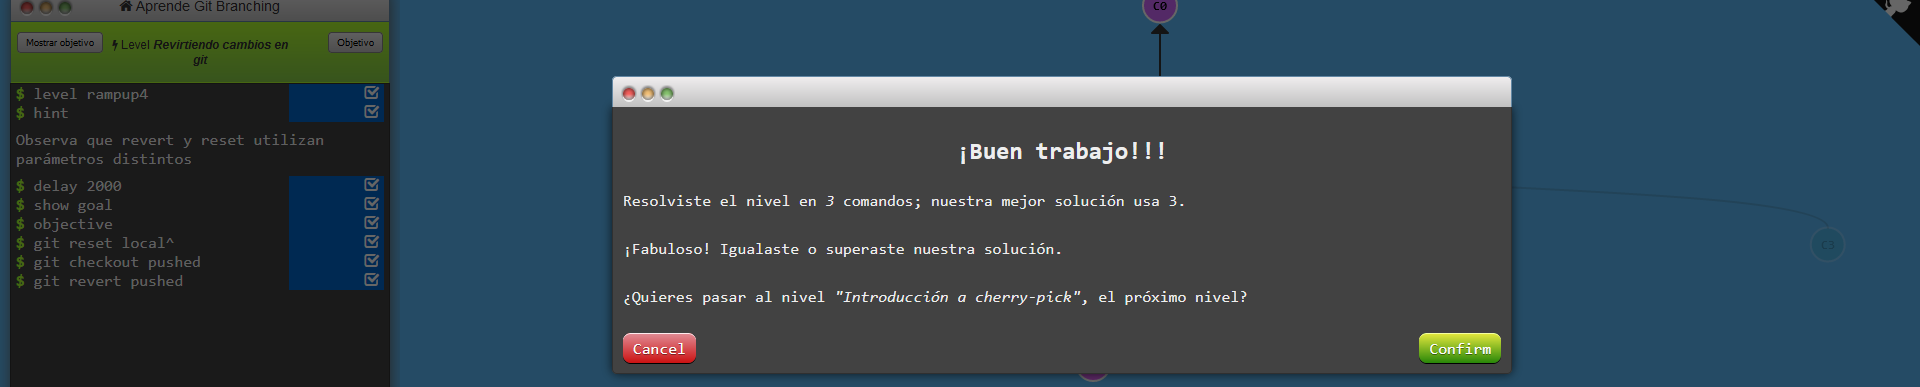 Aprende Git Branching
Mostrar objetivo
Level Revirtiendo cambios en
git
Objetivo
$ level rampup4
$ hint
Observa que revert y reset utilizan
parámetros distintos
$ delay 2000
$ show goal
$ objective
$ git reset local^
$ git checkout pushed
$ git revert pushed
C0
¡Buen trabajo!!!
Resolviste el nivel en 3 comandos; nuestra mejor solución usa 3.
¡Fabuloso! Igualaste o superaste nuestra solución.
¿Quieres pasar al nivel "Introducción a cherry-pick", el próximo nivel?
Cancel
Confirm
C3